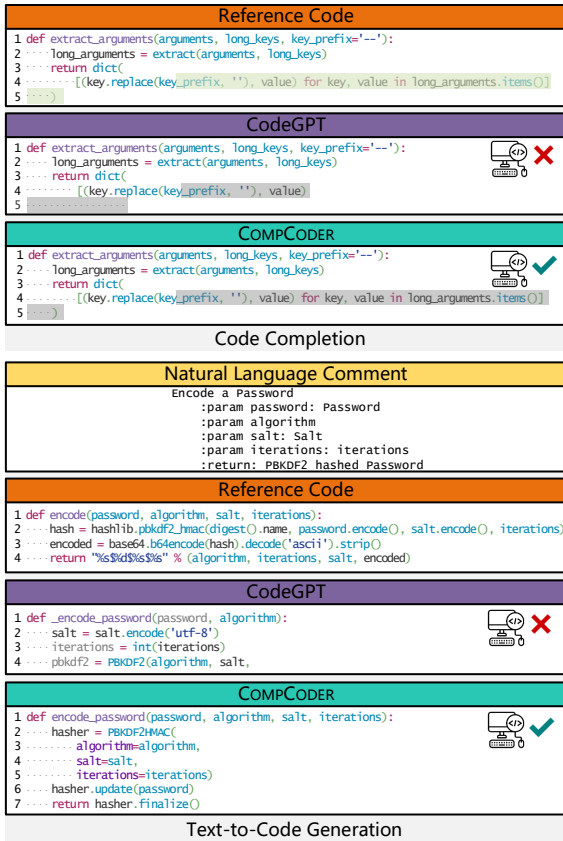 Reference Code
1 def extract_arguments(arguments, long_keys, key_prefix='--'):
2 ····long_arguments = extract(arguments, long_keys)
3 ····return dict(
4 ········[(key.replace(key_prefix, ''), value) for key, value in long_arguments.items()]
5 ····)
CodeGPT
1 def extract_arguments(arguments, long_keys, key_prefix='--'):
2 ····long_arguments = extract(arguments, long_keys)
3 ····return dict(
4 ········[(key.replace(key_prefix, ''), value)
5 ················
COMPCODER
1 def extract_arguments(arguments, long_keys, key_prefix='--'):
2 ····long_arguments = extract(arguments, long_keys)
3 ····return dict(
4 ········[(key.replace(key_prefix, ''), value) for key, value in long_arguments.items()]
5 ····)
Code Completion
Natural Language Comment
Encode a Password
:param password: Password
:param algorithm
:param salt: Salt
:param iterations: iterations
:return: PBKDF2 hashed Password
Reference Code
1 def encode(password, algorithm, salt, iterations):
2 ····hash = hashlib.pbkdf2_hmac(digest().name, password.encode(), salt.encode(), iterations)
3 ····encoded = base64.b64encode(hash).decode('ascii').strip()
4 ····return "%s$%d$%s$%s" % (algorithm, iterations, salt, encoded)
CodeGPT
1 def _encode_password(password, algorithm):
2 ····salt = salt.encode('utf-8')
3 ····iterations = int(iterations)
4 ····pbkdf2 = PBKDF2(algorithm, salt,
COMPCODER
1 def encode_password(password, algorithm, salt, iterations):
2 ····hasher = PBKDF2HMAC(
3 ········algorithm=algorithm,
4 ········salt=salt,
5 ········iterations=iterations)
6 ····hasher.update(password)
7 ····return hasher.finalize()
Text-to-Code Generation